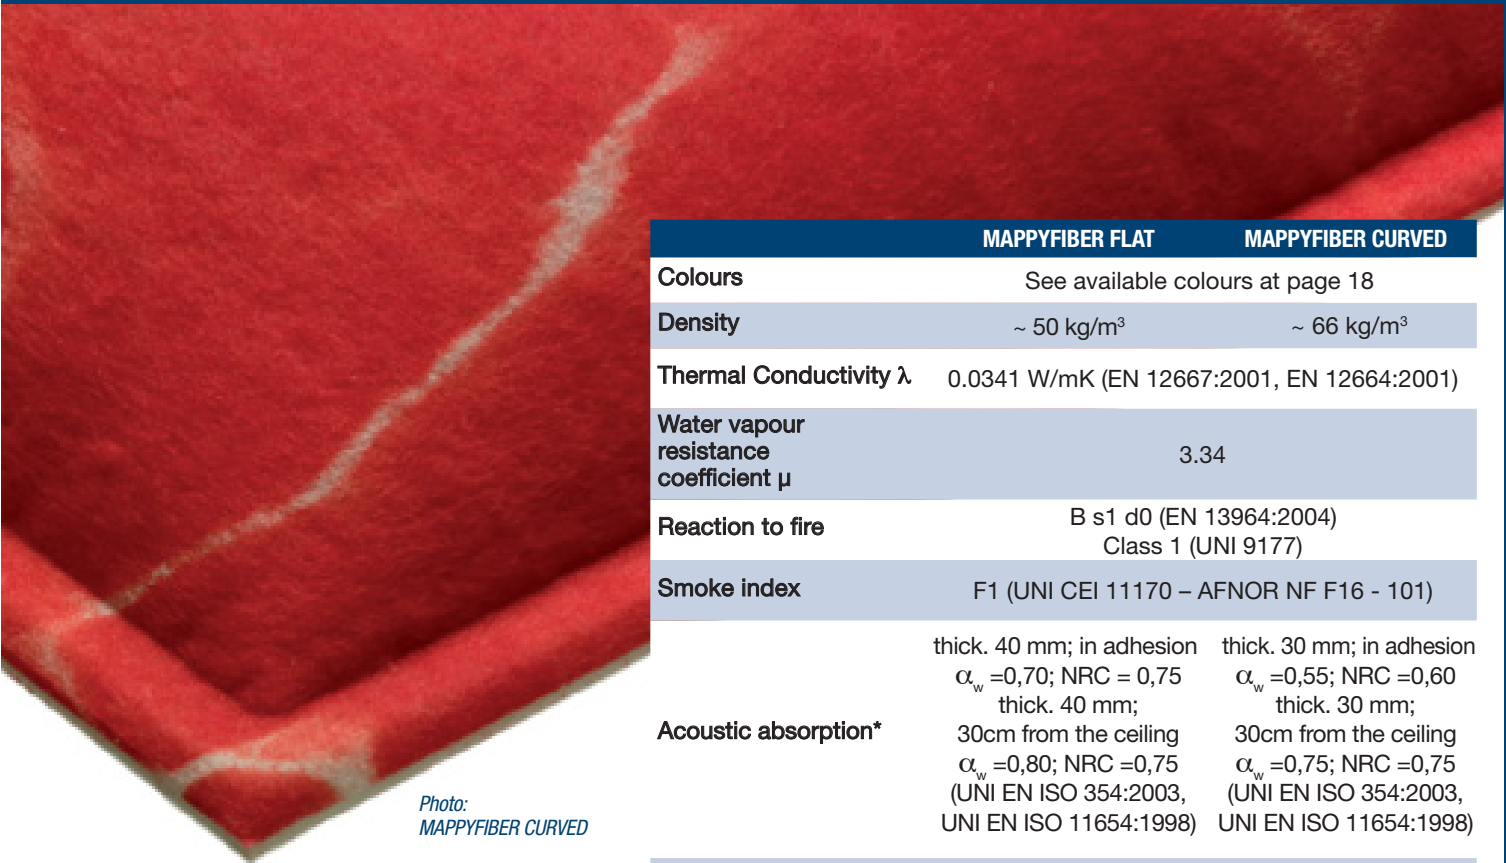 MAPPYFIBER FLAT MAPPYFIBER CURVED
Colours See available colours at page 18
Density ~ 50 kg/m³ ~ 66 kg/m³
Thermal Conductivity λ 0.0341 W/mK (EN 12667:2001, EN 12664:2001)
Water vapour
resistance
coefficient µ
3.34
Reaction to fire
B s1 d0 (EN 13964:2004)
Class 1 (UNI 9177)
Smoke index F1 (UNI CEI 11170 – AFNOR NF F16 - 101)
Acoustic absorption*
thick. 40 mm; in adhesion
αw =0,70; NRC = 0,75
thick. 40 mm;
30cm from the ceiling
αw =0,80; NRC =0,75
(UNI EN ISO 354:2003,
UNI EN ISO 11654:1998)
thick. 30 mm; in adhesion
αw =0,55; NRC =0,60
thick. 30 mm;
30cm from the ceiling
αw =0,75; NRC =0,75
(UNI EN ISO 354:2003,
UNI EN ISO 11654:1998)
Photo:
MAPPYFIBER CURVED